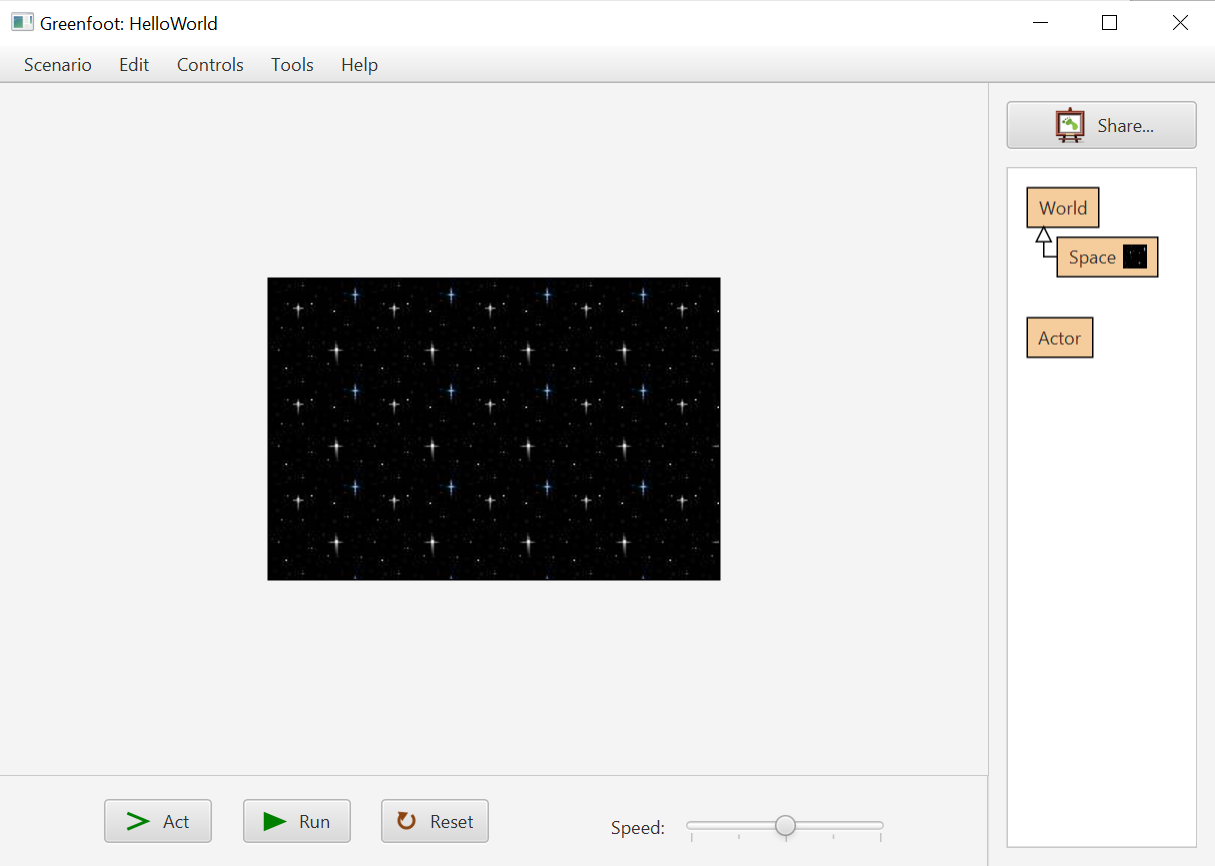 Greenfoot: HelloWorld
Scenario Edit Controls Tools Help
Share...
World
Space
Actor
Act Run Reset Speed: